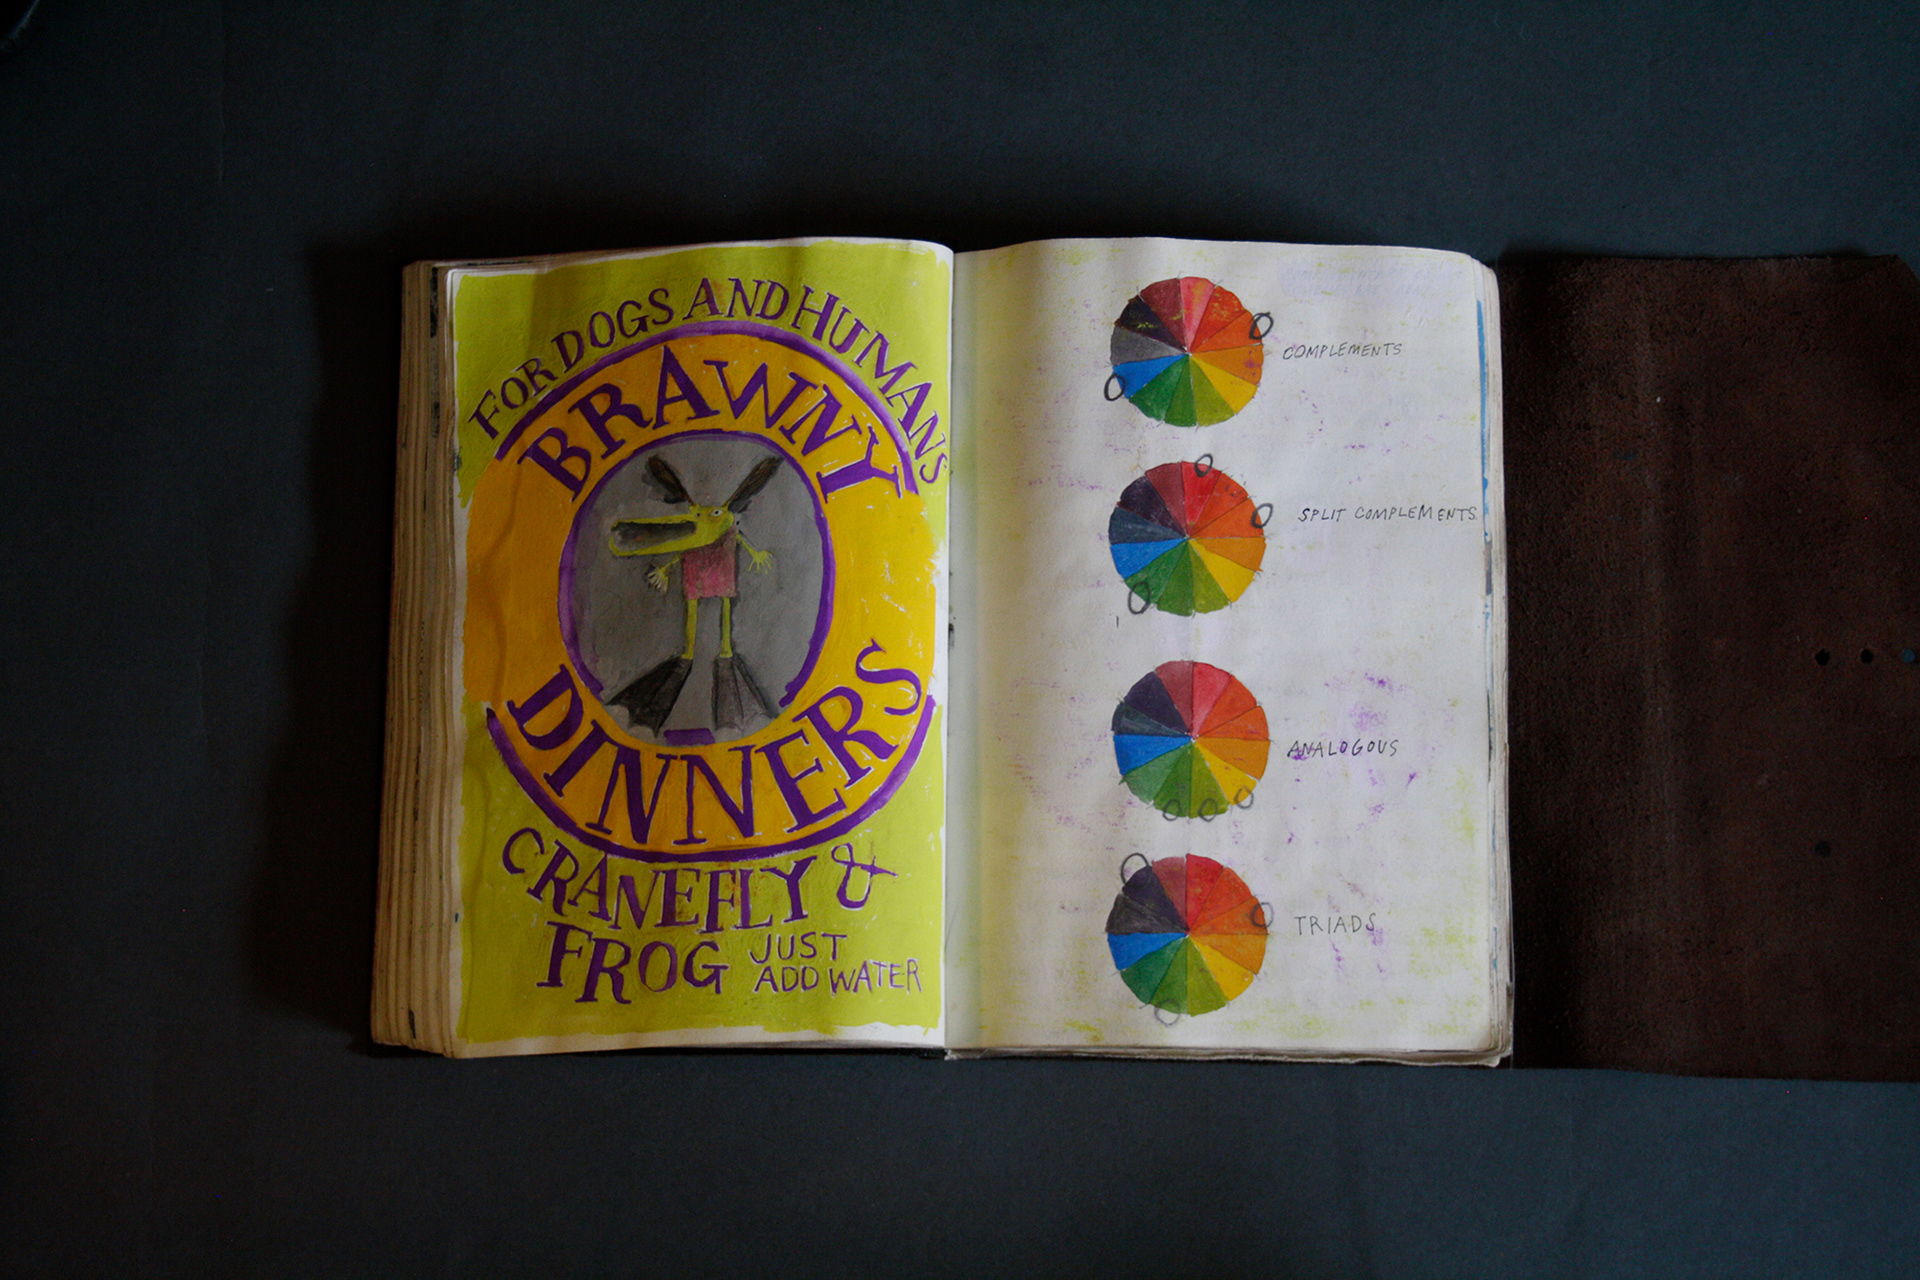 FOR DOGS AND HUMANS
BRAWNY
DINNERS
CRANEFLY &
FROG JUST
ADD WATER
COMPLEMENTS
SPLIT COMPLEMENTS
ANALOGOUS
TRIADS